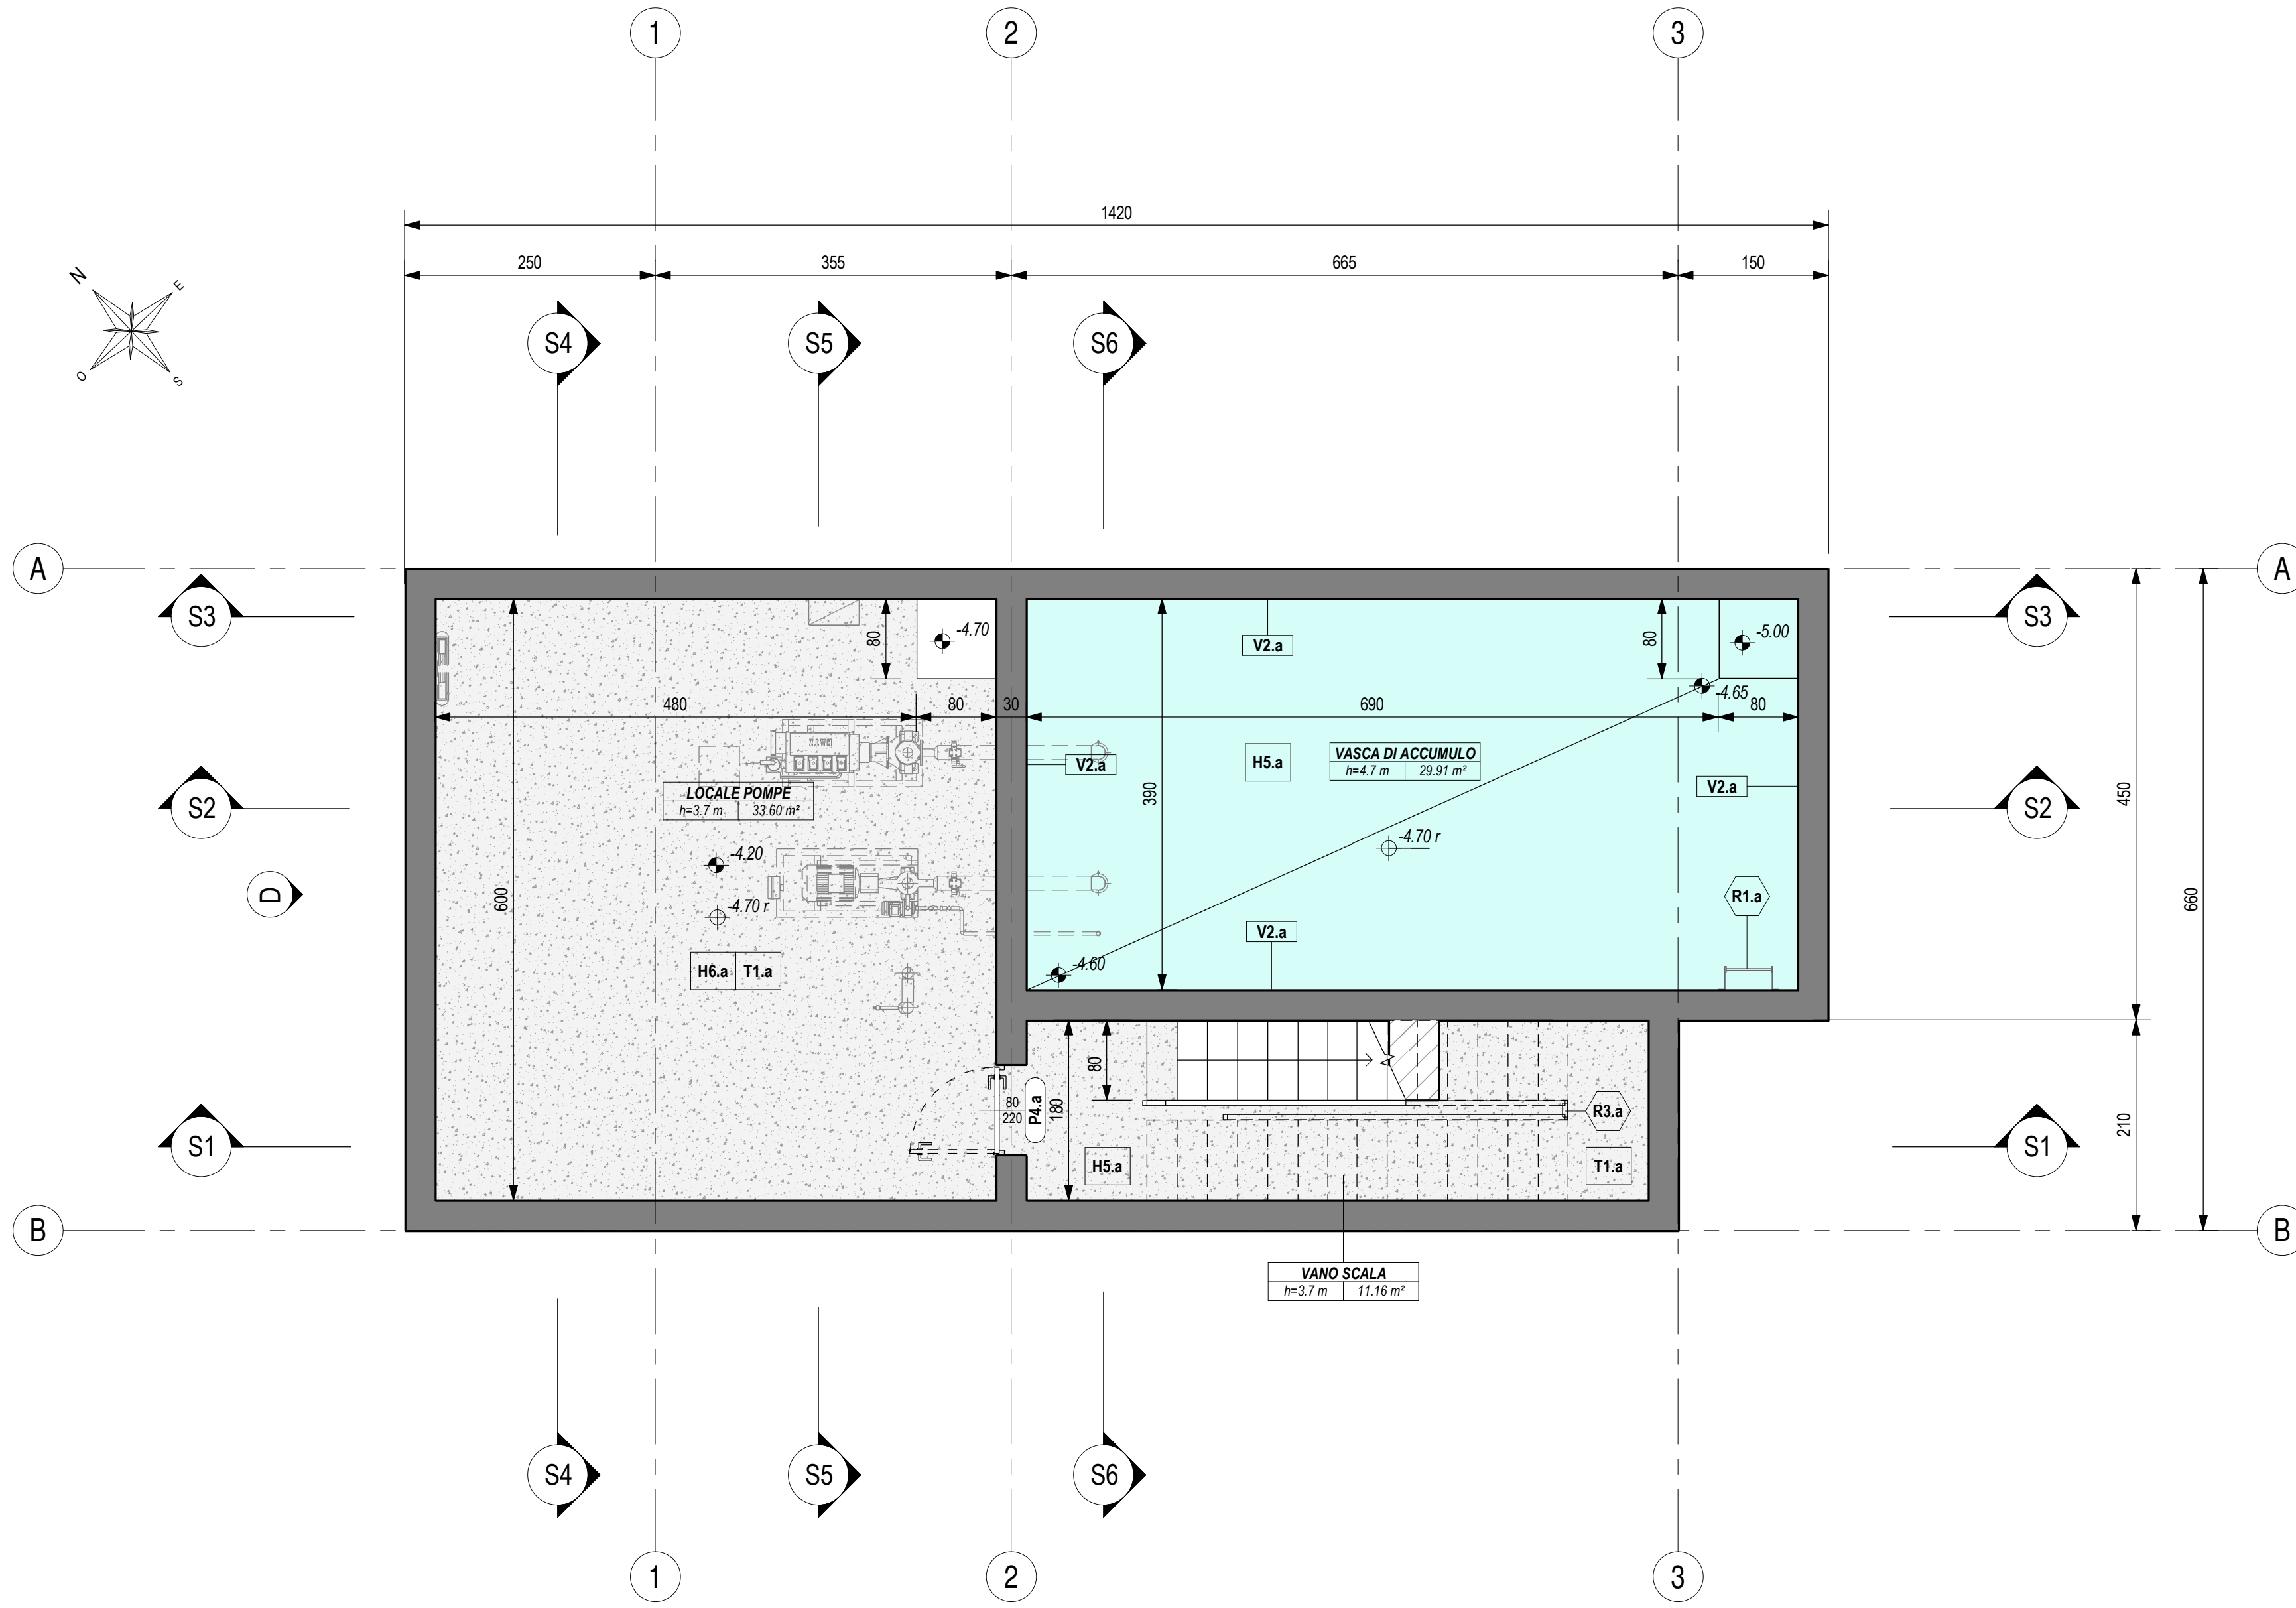 1 2 3
1420
250 355 665 150
N E
O S
S4 S5 S6
A A
S3 S3
80 -4.70 80 -5.00
V2.a
-4.65
480 80 30 690 80
V2.a H5.a
VASCA DI ACCUMULO
h=4.7 m 29.91 m²
V2.a
LOCALE POMPE
h=3.7 m 33.60 m²
390
450
S2 S2
-4.70 r
-4.20
D
600
-4.70 r
R1.a
660
V2.a
-4.60
H6.a T1.a
80
80
220
P4.a
180
R3.a
210
S1 S1
H5.a T1.a
B B
VANO SCALA
h=3.7 m 11.16 m²
S4 S5 S6
1 2 3